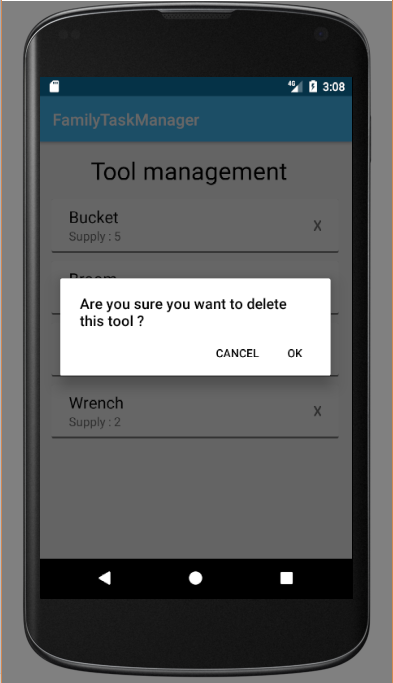 4G 3:08
FamilyTaskManager
Tool management
Bucket
Supply : 5
X
Broom
Are you sure you want to delete
this tool ?
CANCEL OK
Wrench
Supply : 2
X